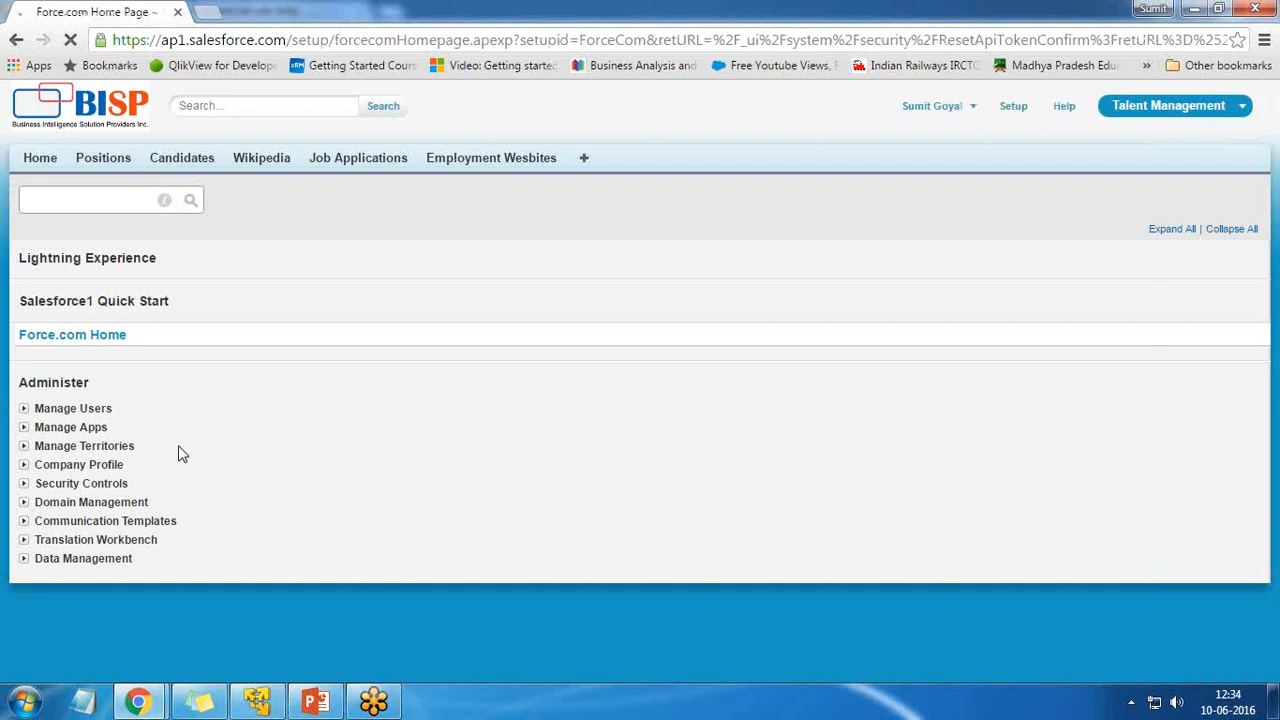 Force.com Home Page ~
Sumit
https://ap1.salesforce.com/setup/forcecomHomepage.apexp?setupid=ForceCom&retURL=%2F_ui%2Fsystem%2Fsecurity%2FResetApiTokenConfirm%3FretURL%3D%25
Apps
Bookmarks
QlikView for Develope
Getting Started Cours
Video: Getting started
Business Analysis and
Free Youtube Views,
Indian Railways IRCTC
Madhya Pradesh Edu
»
Other bookmarks
BISP
Business Intelligence Solution Providers Inc.
Search...
Search
Sumit Goyal
Setup
Help
Talent Management
Home
Positions
Candidates
Wikipedia
Job Applications
Employment Wesbites
+
Expand All | Collapse All
Lightning Experience
Salesforce1 Quick Start
Force.com Home
Administer
Manage Users
Manage Apps
Manage Territories
Company Profile
Security Controls
Domain Management
Communication Templates
Translation Workbench
Data Management
12:34
10-06-2016